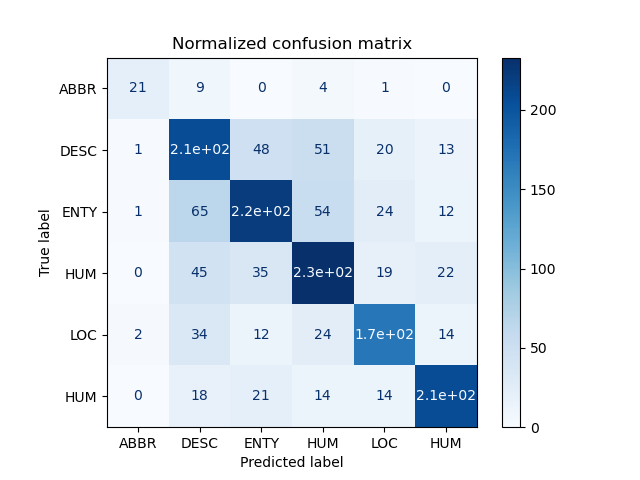 Normalized confusion matrix
True label
ABBR 21 9 0 4 1 0
DESC 1 2.1e+02 48 51 20 13
ENTY 1 65 2.2e+02 54 24 12
HUM 0 45 35 2.3e+02 19 22
LOC 2 34 12 24 1.7e+02 14
HUM 0 18 21 14 14 2.1e+02
ABBR DESC ENTY HUM LOC HUM
Predicted label
200
150
100
50
0